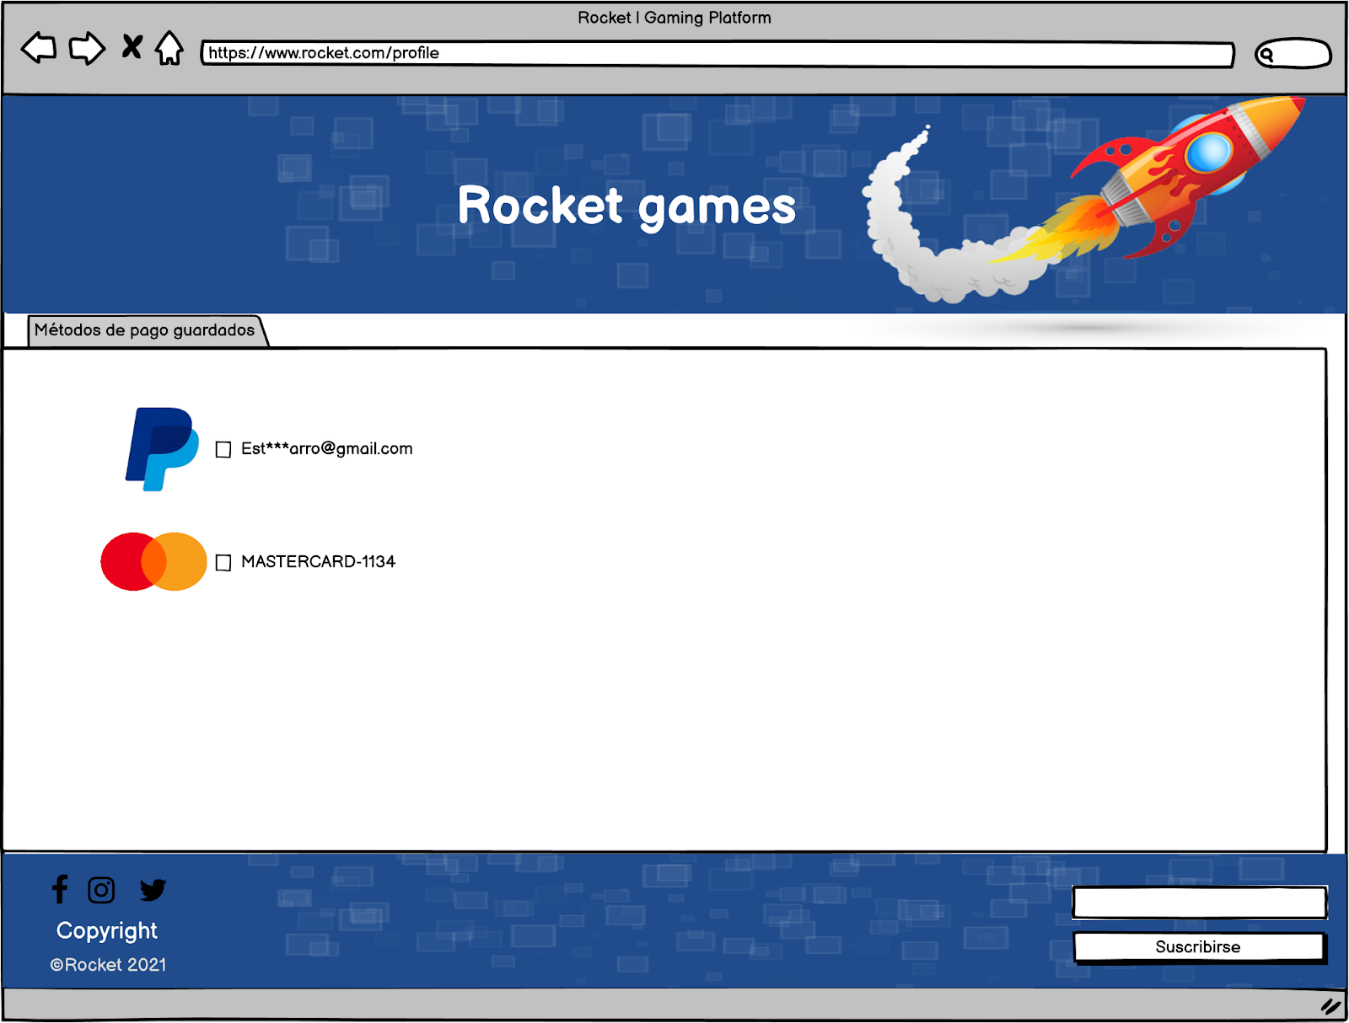 Rocket | Gaming Platform
https://www.rocket.com/profile
Rocket games
Métodos de pago guardados
Est***arro@gmail.com
MASTERCARD-1134
Copyright
©Rocket 2021
Suscribirse